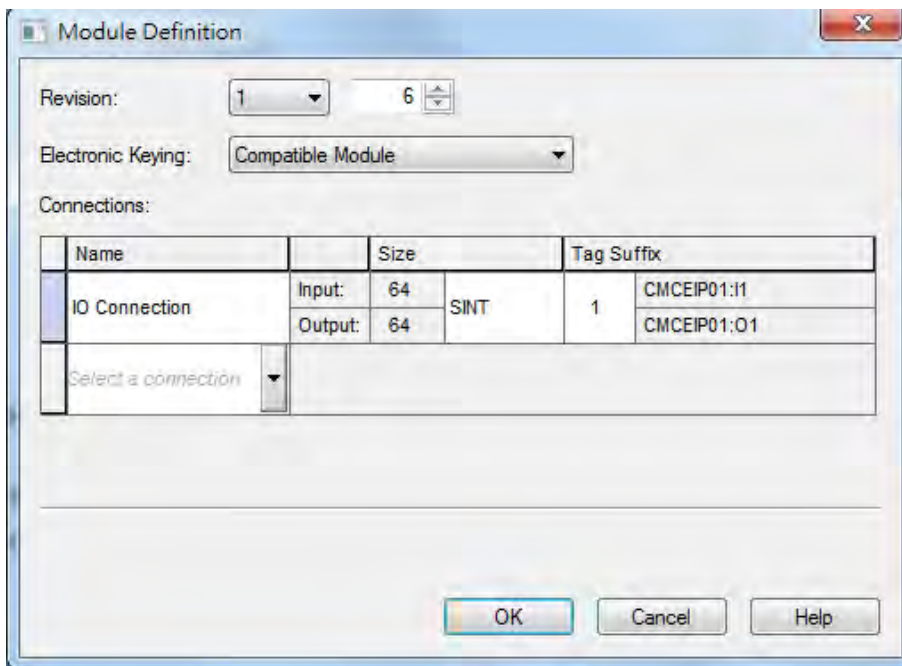 Module Definition
Revision: 1 6
Electronic Keying: Compatible Module
Connections:
Name Size Tag Suffix
IO Connection Input: 64 SINT 1 CMCEIP01:I1
Output: 64 CMCEIP01:O1
Select a connection
OK Cancel Help